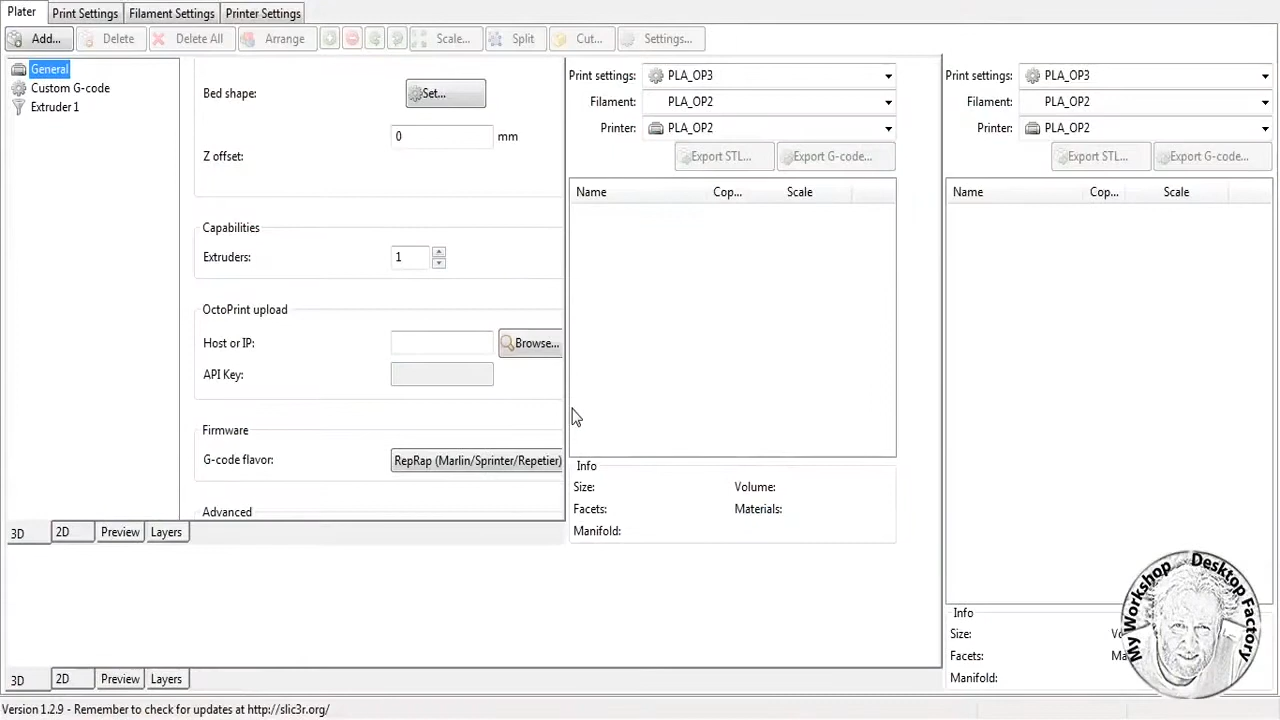 Plater Print Settings Filament Settings Printer Settings
Add... Delete Delete All Arrange Scale... Split Cut... Settings...
General
Custom G-code
Extruder 1
Bed shape: Set...
0 mm
Z offset:
Capabilities
Extruders: 1
OctoPrint upload
Host or IP: Browse...
API Key:
Firmware
G-code flavor: RepRap (Marlin/Sprinter/Repetier)
Advanced
3D 2D Preview Layers
Print settings: PLA_OP3
Filament: PLA_OP2
Printer: PLA_OP2
Export STL... Export G-code...
Name Cop... Scale
Info
Size: Volume:
Facets: Materials:
Manifold:
Print settings: PLA_OP3
Filament: PLA_OP2
Printer: PLA_OP2
Export STL... Export G-code...
Name Cop... Scale
Info
Size: Vo
Facets: Ma
Manifold:
My Workshop Desktop Factory
3D 2D Preview Layers
Version 1.2.9 - Remember to check for updates at http://slic3r.org/